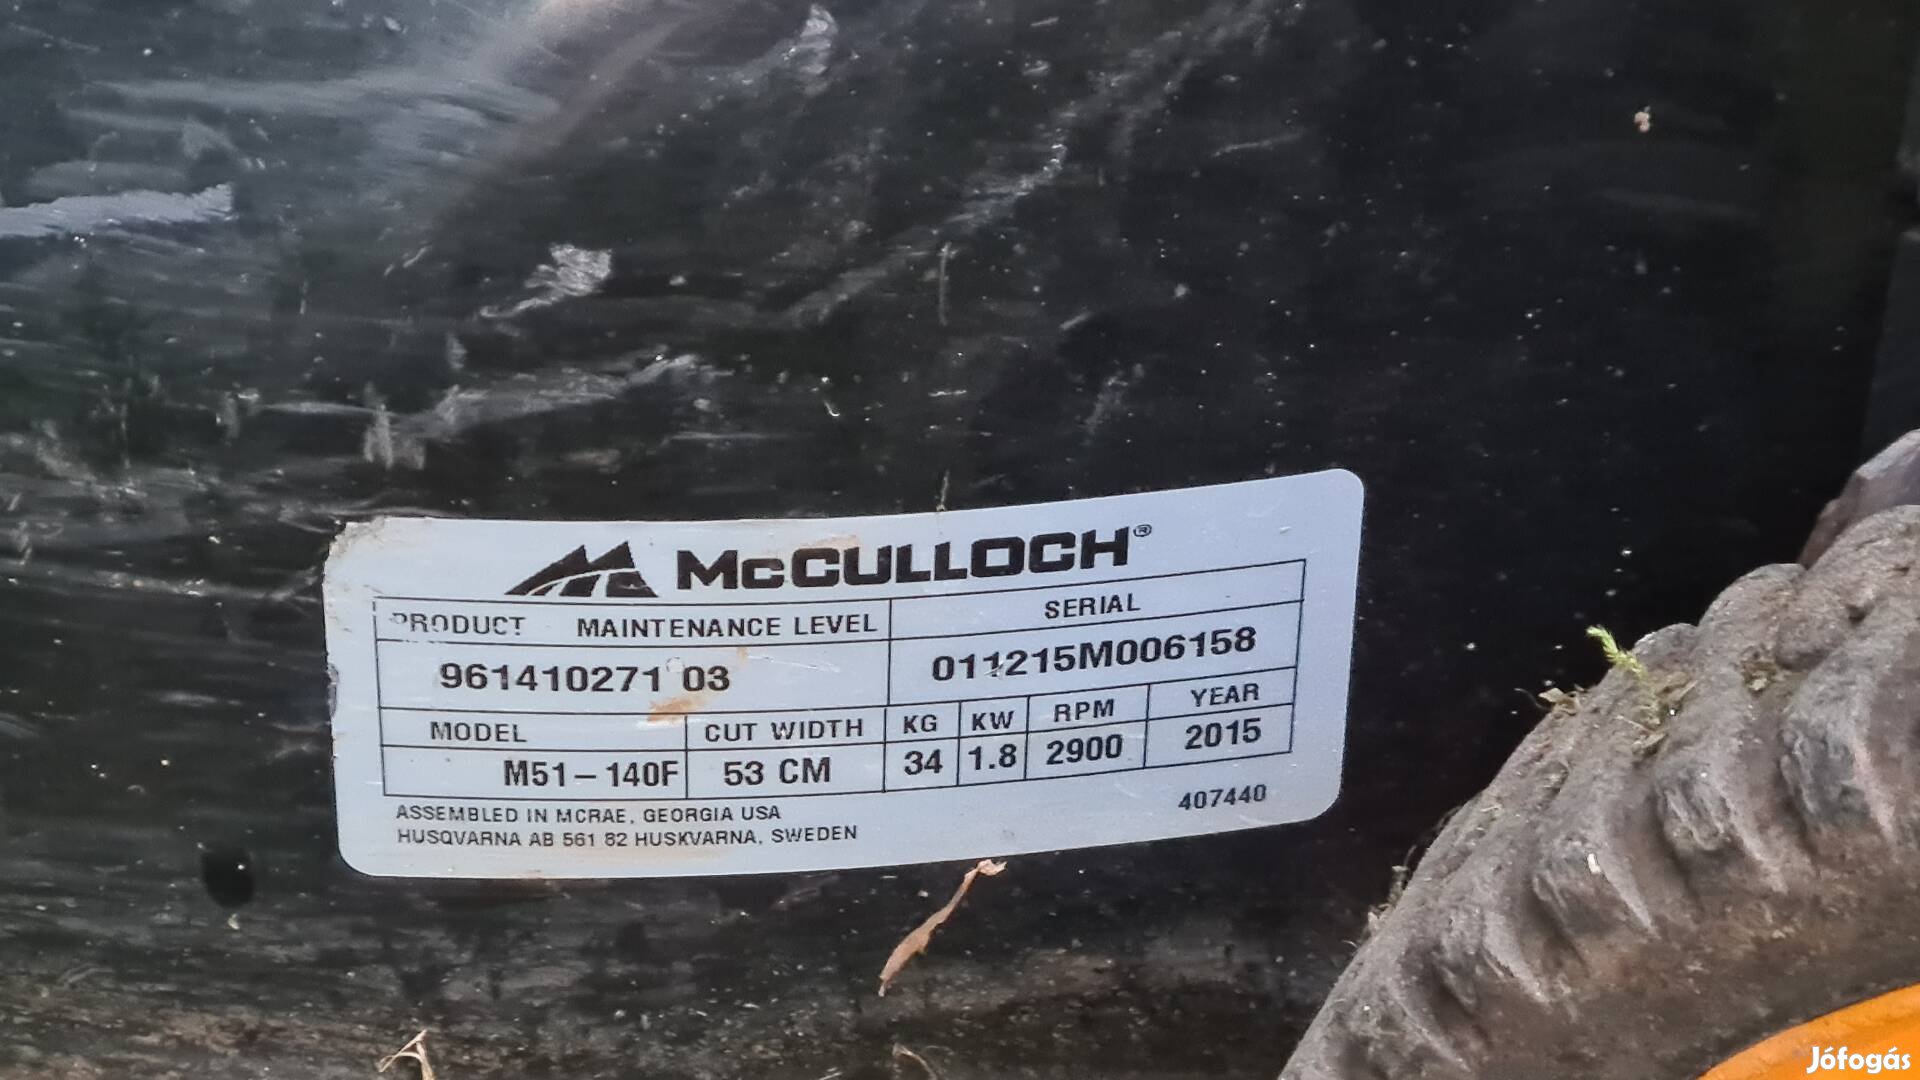 McCULLOCH®
PRODUCT MAINTENANCE LEVEL SERIAL
961410271 03 011215M006158
MODEL CUT WIDTH KG KW RPM YEAR
M51-140F 53 CM 34 1.8 2900 2015
ASSEMBLED IN MCRAE, GEORGIA USA
HUSQVARNA AB 561 82 HUSKVARNA, SWEDEN
407440
Jófogás